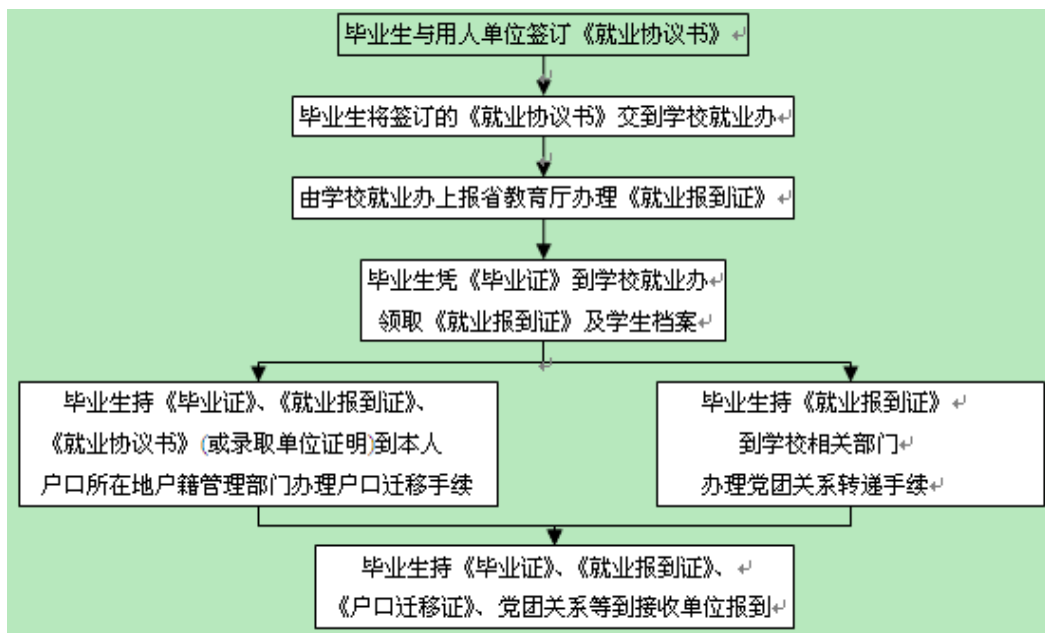 毕业生与用人单位签订《就业协议书》
毕业生将签订的《就业协议书》交到学校就业办
由学校就业办上报省教育厅办理《就业报到证》
毕业生凭《毕业证》到学校就业办
领取《就业报到证》及学生档案
毕业生持《毕业证》、《就业报到证》、
《就业协议书》(或录取单位证明)到本人
户口所在地户籍管理部门办理户口迁移手续
毕业生持《就业报到证》
到学校相关部门
办理党团关系转递手续
毕业生持《毕业证》、《就业报到证》、
《户口迁移证》、党团关系等到接收单位报到